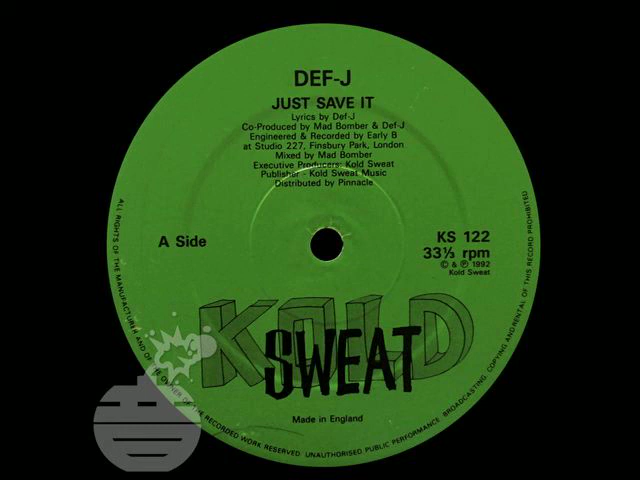 DEF-J
JUST SAVE IT
Lyrics by Def-J
Co-Produced by Mad Bomber & Def-J
Engineered & Recorded by Early B
at Studio 227, Finsbury Park, London
Mixed by Mad Bomber
Executive Producers: Kold Sweat
Publisher - Kold Sweat Music
Distributed by Pinnacle
A Side
KS 122
33⅓ rpm
© & ℗ 1992
Kold Sweat
KOLD
SWEAT
Made in England
ALL RIGHTS OF THE MANUFACTURER AND OF THE OWNER OF THE RECORDED WORK RESERVED. UNAUTHORISED PUBLIC PERFORMANCE, BROADCASTING, COPYING AND RENTAL OF THIS RECORD PROHIBITED